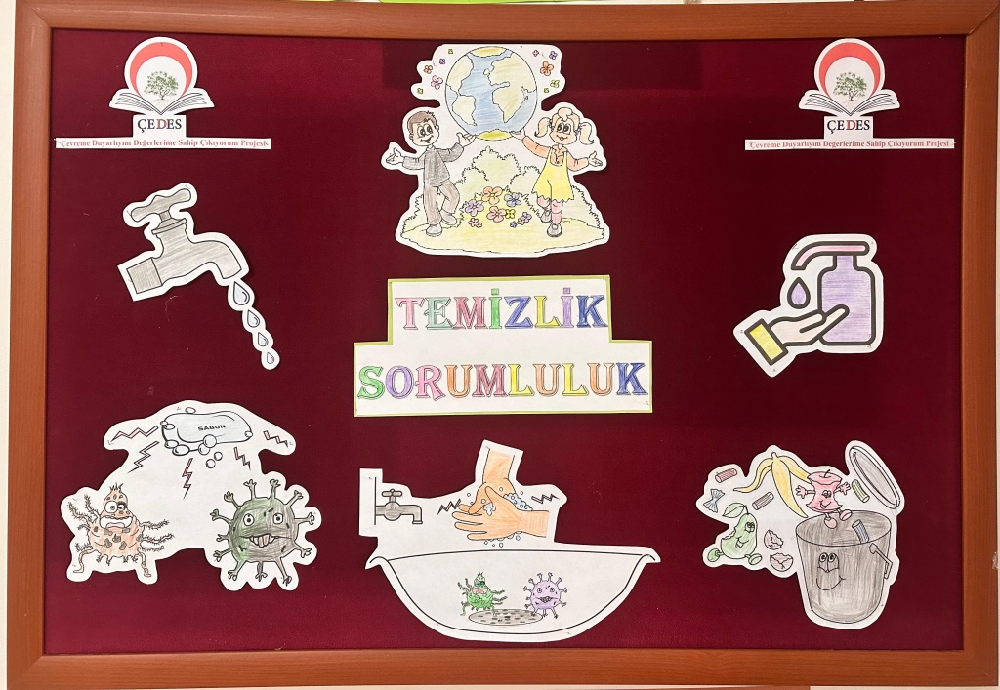 ÇEDES
Çevreme Duyarlıyım Değerlerime Sahip Çıkıyorum Projesi
ÇEDES
Çevreme Duyarlıyım Değerlerime Sahip Çıkıyorum Projesi
TEMİZLİK
SORUMLULUK
SABUN